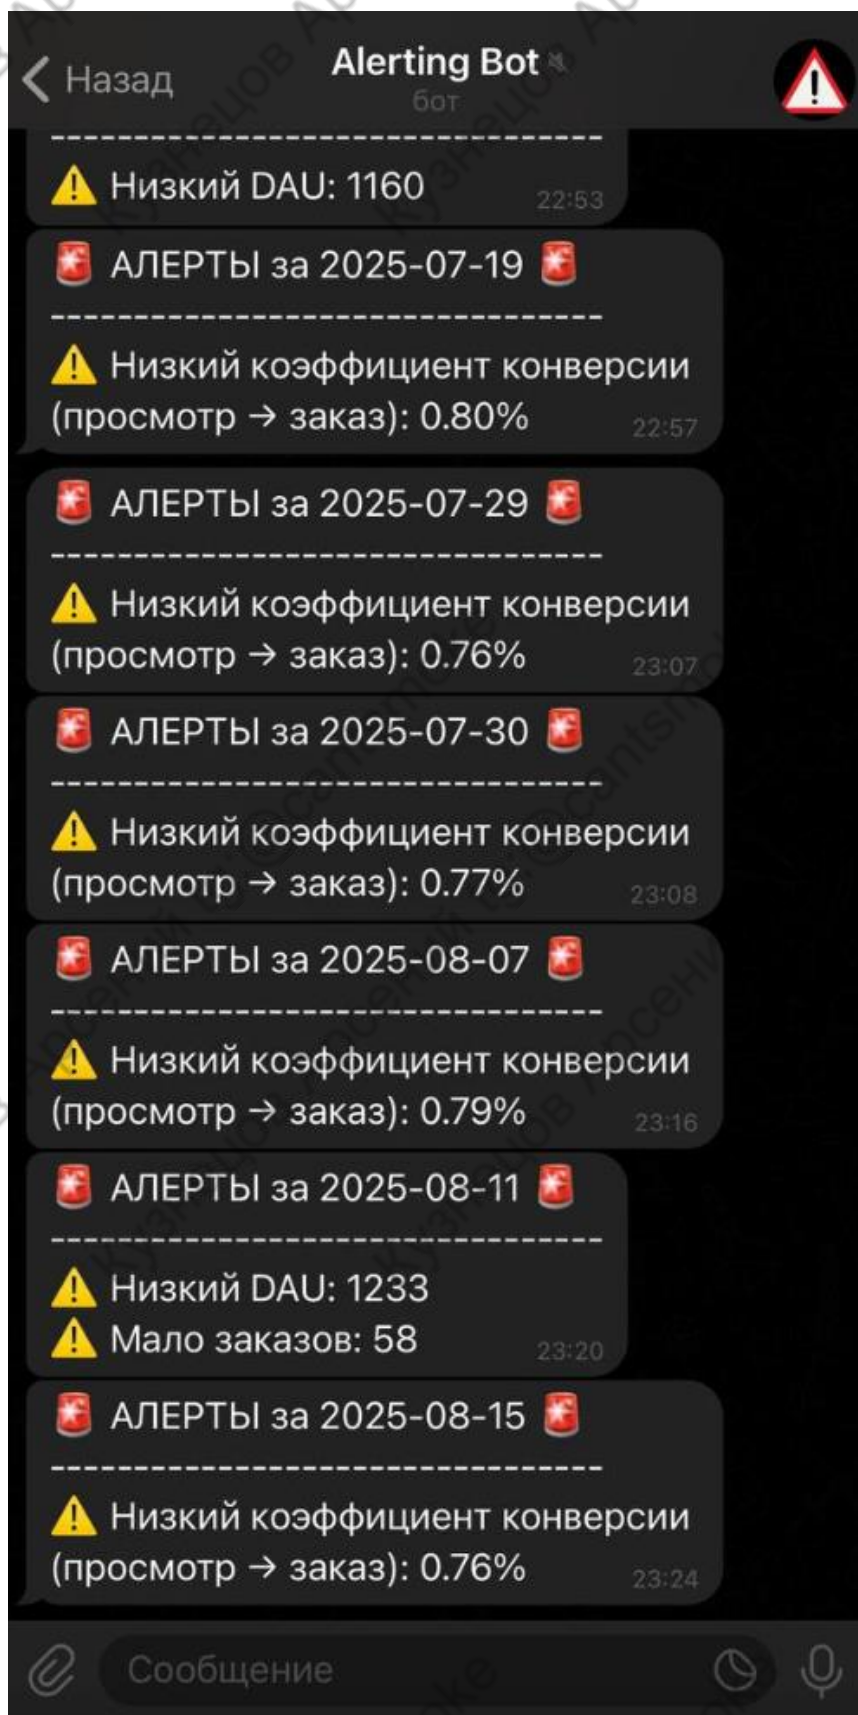 Назад
Alerting Bot
бот
---------------------------------
⚠️ Низкий DAU: 1160
22:53
🚨 АЛЕРТЫ за 2025-07-19 🚨
---------------------------------
⚠️ Низкий коэффициент конверсии
(просмотр → заказ): 0.80%
22:57
🚨 АЛЕРТЫ за 2025-07-29 🚨
---------------------------------
⚠️ Низкий коэффициент конверсии
(просмотр → заказ): 0.76%
23:07
🚨 АЛЕРТЫ за 2025-07-30 🚨
---------------------------------
⚠️ Низкий коэффициент конверсии
(просмотр → заказ): 0.77%
23:08
🚨 АЛЕРТЫ за 2025-08-07 🚨
---------------------------------
⚠️ Низкий коэффициент конверсии
(просмотр → заказ): 0.79%
23:16
🚨 АЛЕРТЫ за 2025-08-11 🚨
---------------------------------
⚠️ Низкий DAU: 1233
⚠️ Мало заказов: 58
23:20
🚨 АЛЕРТЫ за 2025-08-15 🚨
---------------------------------
⚠️ Низкий коэффициент конверсии
(просмотр → заказ): 0.76%
23:24
Сообщение